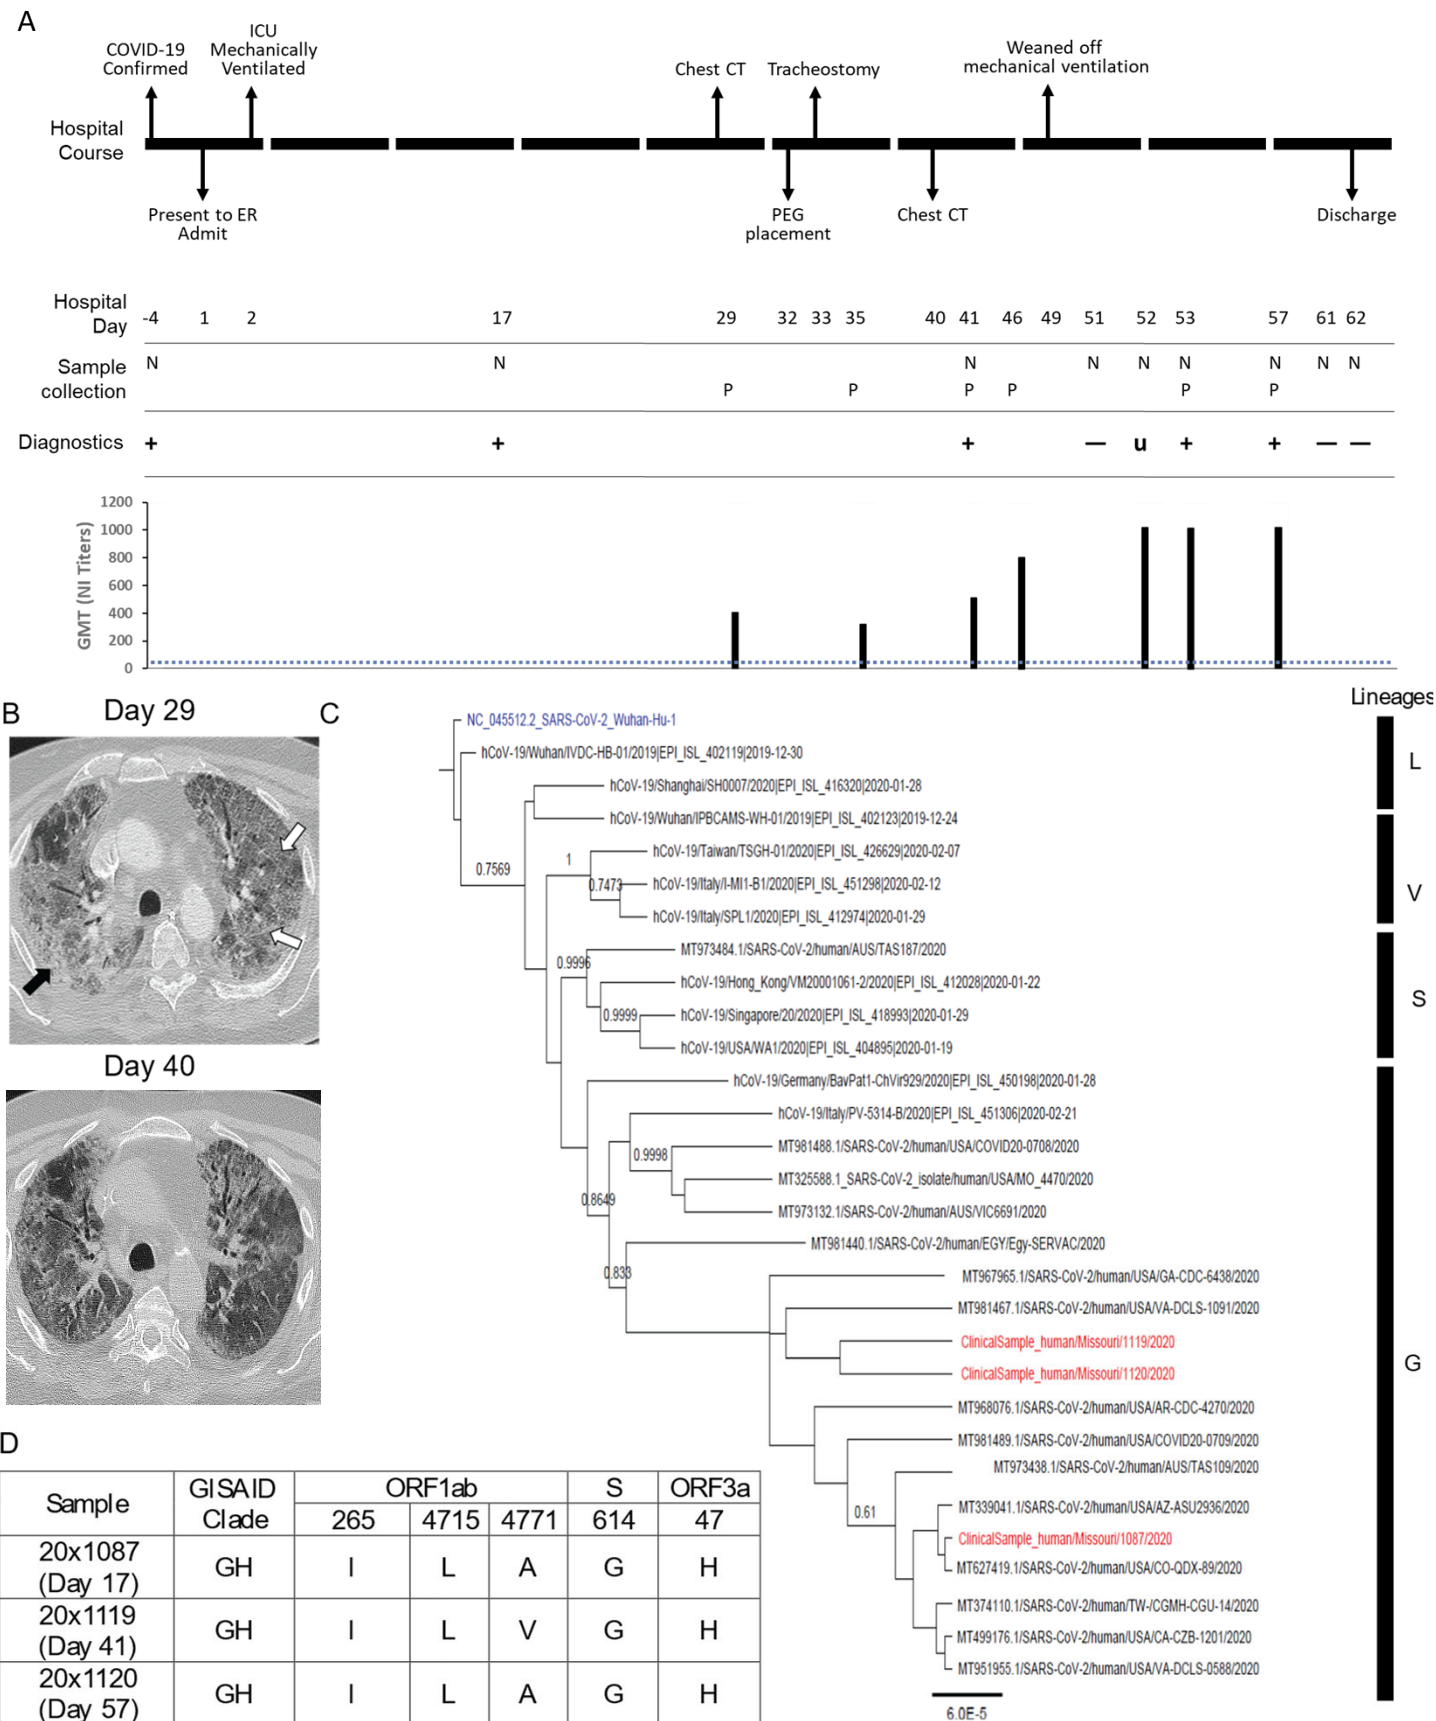 A
COVID-19
Confirmed
ICU
Mechanically
Ventilated
Chest CT
Tracheostomy
Weaned off
mechanical ventilation
Hospital
Course
Present to ER
Admit
PEG
placement
Chest CT
Discharge
Hospital
Day
-4 1 2 17 29 32 33 35 40 41 46 49 51 52 53 57 61 62
Sample
collection
N N N N N N N N N
P P P P P P
Diagnostics
+ + + — u + + — —
GMT (NI Titers)
1200
1000
800
600
400
200
0
B
Day 29
Day 40
C
Lineages
NC_045512.2_SARS-CoV-2_Wuhan-Hu-1
hCoV-19/Wuhan/IVDC-HB-01/2019|EPI_ISL_402119|2019-12-30
L
hCoV-19/Shanghai/SH0007/2020|EPI_ISL_416320|2020-01-28
hCoV-19/Wuhan/IPBCAMS-WH-01/2019|EPI_ISL_402123|2019-12-24
hCoV-19/Taiwan/TSGH-01/2020|EPI_ISL_426629|2020-02-07
0.7569
1
0.7473
hCoV-19/Italy/I-MI1-B1/2020|EPI_ISL_451298|2020-02-12
V
hCoV-19/Italy/SPL1/2020|EPI_ISL_412974|2020-01-29
MT973484.1/SARS-CoV-2/human/AUS/TAS187/2020
0.9996
hCoV-19/Hong_Kong/VM20001061-2/2020|EPI_ISL_412028|2020-01-22
S
0.9999
hCoV-19/Singapore/20/2020|EPI_ISL_418993|2020-01-29
hCoV-19/USA/WA1/2020|EPI_ISL_404895|2020-01-19
hCoV-19/Germany/BavPat1-ChVir929/2020|EPI_ISL_450198|2020-01-28
hCoV-19/Italy/PV-5314-B/2020|EPI_ISL_451306|2020-02-21
MT981488.1/SARS-CoV-2/human/USA/COVID20-0708/2020
0.9998
MT325588.1_SARS-CoV-2_isolate/human/USA/MO_4470/2020
0.8649
MT973132.1/SARS-CoV-2/human/AUS/VIC6691/2020
MT981440.1/SARS-CoV-2/human/EGY/Egy-SERVAC/2020
0.833
MT967965.1/SARS-CoV-2/human/USA/GA-CDC-6438/2020
MT981467.1/SARS-CoV-2/human/USA/VA-DCLS-1091/2020
ClinicalSample_human/Missouri/1119/2020
G
ClinicalSample_human/Missouri/1120/2020
MT968076.1/SARS-CoV-2/human/USA/AR-CDC-4270/2020
MT981489.1/SARS-CoV-2/human/USA/COVID20-0709/2020
MT973438.1/SARS-CoV-2/human/AUS/TAS109/2020
0.61
MT339041.1/SARS-CoV-2/human/USA/AZ-ASU2936/2020
ClinicalSample_human/Missouri/1087/2020
MT627419.1/SARS-CoV-2/human/USA/CO-QDX-89/2020
MT374110.1/SARS-CoV-2/human/TW-/CGMH-CGU-14/2020
MT499176.1/SARS-CoV-2/human/USA/CA-CZB-1201/2020
MT951955.1/SARS-CoV-2/human/USA/VA-DCLS-0588/2020
6.0E-5
D
Sample
GISAID
Clade
ORF1ab S ORF3a
265 4715 4771 614 47
20x1087
(Day 17)
GH I L A G H
20x1119
(Day 41)
GH I L V G H
20x1120
(Day 57)
GH I L A G H